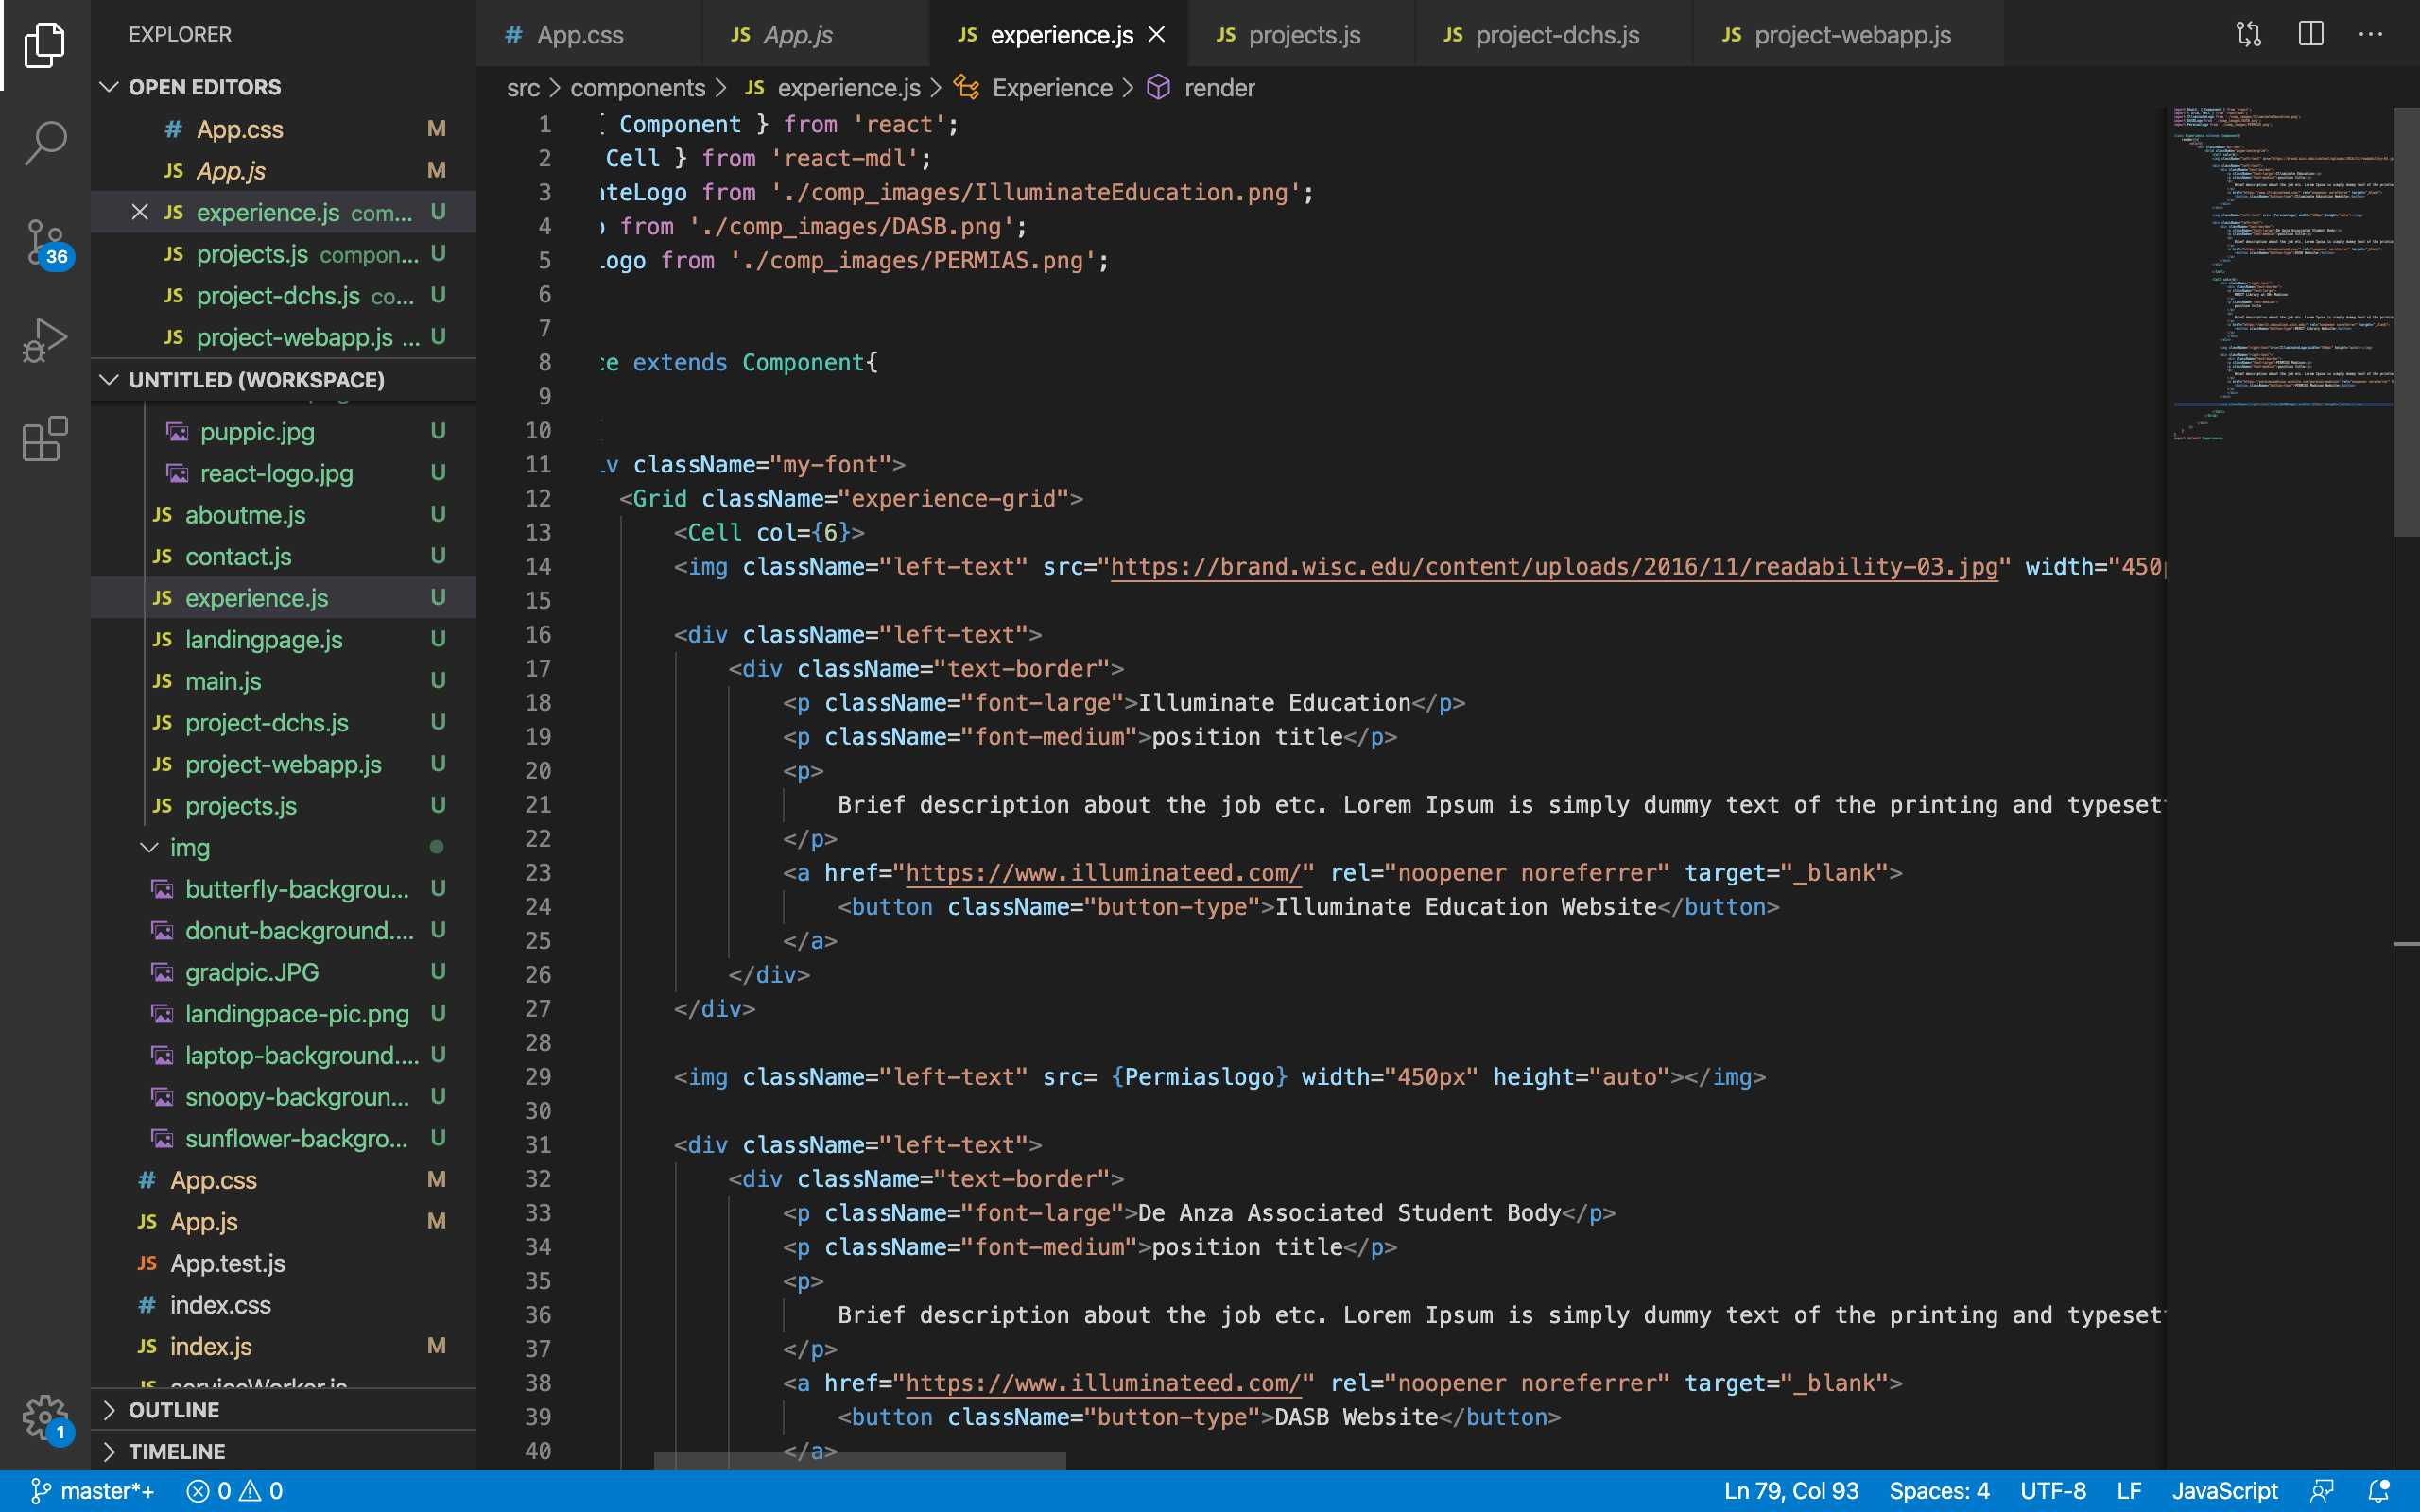 EXPLORER
OPEN EDITORS
# App.css M
JS App.js M
JS experience.js com... U
JS projects.js compon... U
JS project-dchs.js co... U
JS project-webapp.js ... U
UNTITLED (WORKSPACE)
puppic.jpg U
react-logo.jpg U
JS aboutme.js U
JS contact.js U
JS experience.js U
JS landingpage.js U
JS main.js U
JS project-dchs.js U
JS project-webapp.js U
JS projects.js U
img
butterfly-backgrou... U
donut-background.... U
gradpic.JPG U
landingpace-pic.png U
laptop-background.... U
snoopy-backgroun... U
sunflower-backgro... U
# App.css M
JS App.js M
JS App.test.js
# index.css
JS index.js M
JS serviceWorker.js
OUTLINE
TIMELINE
36
1
# App.css JS App.js JS experience.js JS projects.js JS project-dchs.js JS project-webapp.js
src > components > JS experience.js > Experience > render
1 Component } from 'react';
2 Cell } from 'react-mdl';
3 ateLogo from './comp_images/IlluminateEducation.png';
4 from './comp_images/DASB.png';
5 Logo from './comp_images/PERMIAS.png';
6
7
8 ce extends Component{
9
10
11 iv className="my-font">
12 <Grid className="experience-grid">
13 <Cell col={6}>
14 <img className="left-text" src="https://brand.wisc.edu/content/uploads/2016/11/readability-03.jpg" width="450p
15
16 <div className="left-text">
17 <div className="text-border">
18 <p className="font-large">Illuminate Education</p>
19 <p className="font-medium">position title</p>
20 <p>
21 Brief description about the job etc. Lorem Ipsum is simply dummy text of the printing and typeset
22 </p>
23 <a href="https://www.illuminateed.com/" rel="noopener noreferrer" target="_blank">
24 <button className="button-type">Illuminate Education Website</button>
25 </a>
26 </div>
27 </div>
28
29 <img className="left-text" src= {Permiaslogo} width="450px" height="auto"></img>
30
31 <div className="left-text">
32 <div className="text-border">
33 <p className="font-large">De Anza Associated Student Body</p>
34 <p className="font-medium">position title</p>
35 <p>
36 Brief description about the job etc. Lorem Ipsum is simply dummy text of the printing and typeset
37 </p>
38 <a href="https://www.illuminateed.com/" rel="noopener noreferrer" target="_blank">
39 <button className="button-type">DASB Website</button>
40 </a>
master*+ 0 0 Ln 79, Col 93 Spaces: 4 UTF-8 LF JavaScript